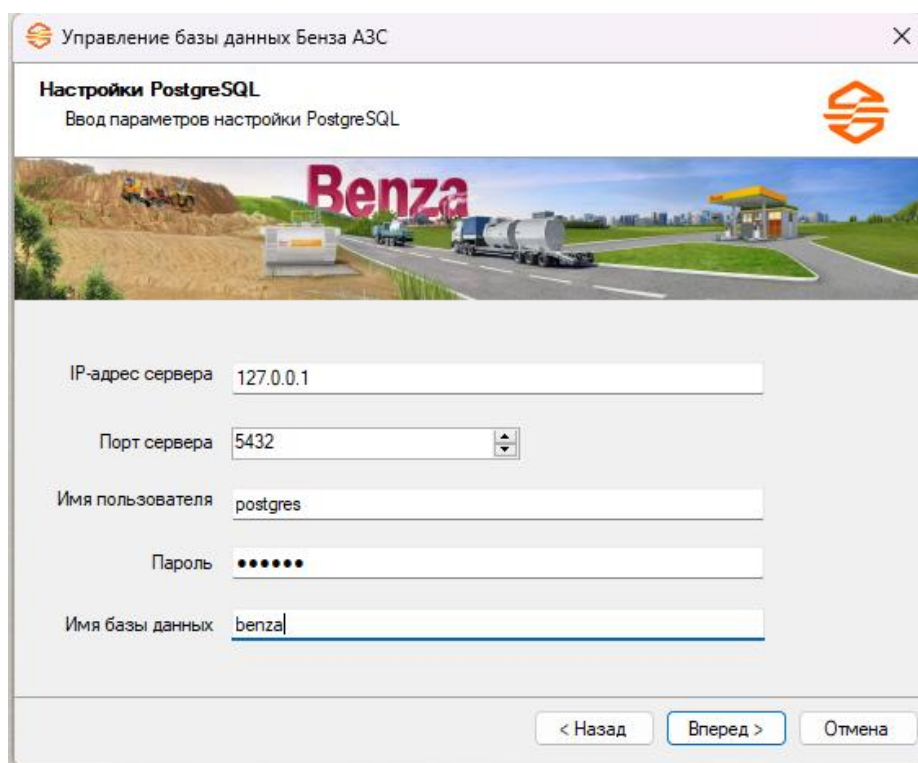 Управление базы данных Бенза АЗС
Настройки PostgreSQL
Ввод параметров настройки PostgreSQL
Benza
IP-адрес сервера 127.0.0.1
Порт сервера 5432
Имя пользователя postgres
Пароль ••••••
Имя базы данных benza
< Назад Вперед > Отмена